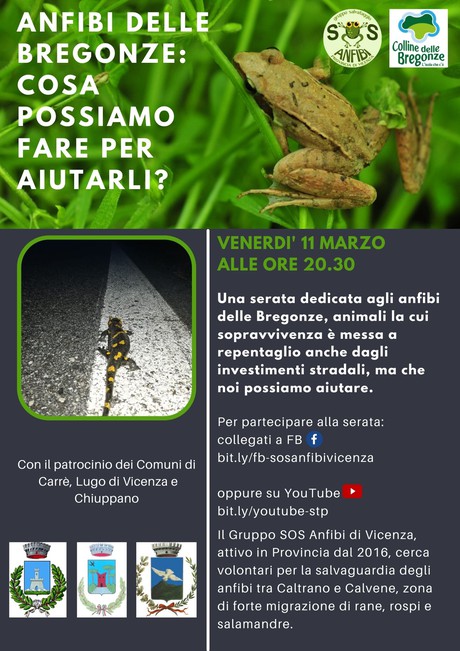 ANFIBI DELLE
BREGONZE:
COSA
POSSIAMO
FARE PER
AIUTARLI?
SOS
ANFIBI
Colline delle
Bregonze
VENERDI' 11 MARZO
ALLE ORE 20.30
Una serata dedicata agli anfibi
delle Bregonze, animali la cui
sopravvivenza è messa a
repentaglio anche dagli
investimenti stradali, ma che
noi possiamo aiutare.
Per partecipare alla serata:
collegati a FB
bit.ly/fb-sosanfibivicenza
oppure su YouTube
bit.ly/youtube-stp
Il Gruppo SOS Anfibi di Vicenza,
attivo in Provincia dal 2016, cerca
volontari per la salvaguardia degli
anfibi tra Caltrano e Calvene, zona
di forte migrazione di rane, rospi e
salamandre.
Con il patrocinio dei Comuni di
Carrè, Lugo di Vicenza e
Chiuppano